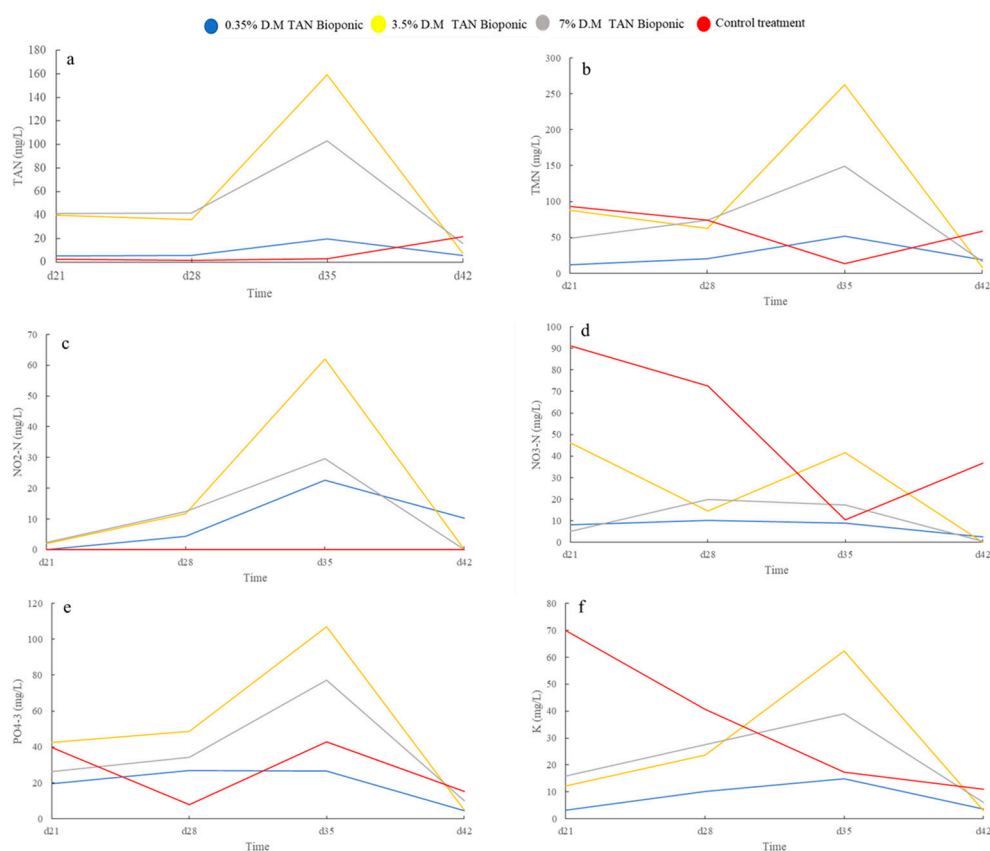 0.35% D.M TAN Bioponic 3.5% D.M TAN Bioponic 7% D.M TAN Bioponic Control treatment
a
180
160
140
120
100
80
60
40
20
0
TAN (mg/L)
d21 d28 d35 d42
Time
b
300
250
200
150
100
50
0
TMN (mg/L)
d21 d28 d35 d42
Time
c
70
60
50
40
30
20
10
0
NO2-N (mg/L)
d21 d28 d35 d42
Time
d
100
90
80
70
60
50
40
30
20
10
0
NO3-N (mg/L)
d21 d28 d35 d42
Time
e
120
100
80
60
40
20
0
PO4-3 (mg/L)
d21 d28 d35 d42
Time
f
80
70
60
50
40
30
20
10
0
K (mg/L)
d21 d28 d35 d42
Time